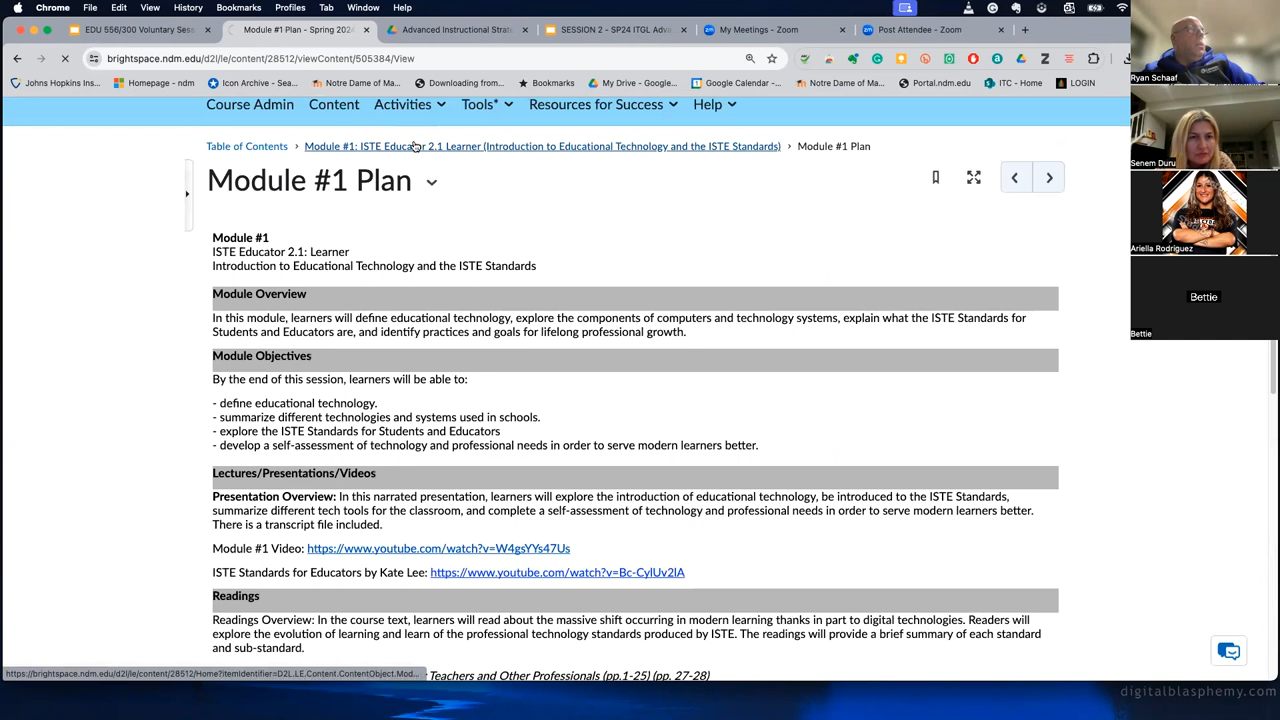 Chrome File Edit View History Bookmarks Profiles Tab Window Help
EDU 556/300 Voluntary Sess Module #1 Plan - Spring 2024 Advanced Instructional Strat SESSION 2 - SP24 ITGL Adv My Meetings - Zoom Post Attendee - Zoom
brightspace.ndm.edu/d2l/le/content/28512/viewContent/505384/View
Johns Hopkins Ins... Homepage - ndm Icon Archive - Sea... Notre Dame of Ma... Downloading from... Bookmarks My Drive - Google... Google Calendar -... Notre Dame of Ma... Portal.ndm.edu ITC - Home LOGIN
Course Admin Content Activities Tools* Resources for Success Help
Table of Contents › Module #1: ISTE Educator 2.1 Learner (Introduction to Educational Technology and the ISTE Standards) › Module #1 Plan
Module #1 Plan
Module #1
ISTE Educator 2.1: Learner
Introduction to Educational Technology and the ISTE Standards
Module Overview
In this module, learners will define educational technology, explore the components of computers and technology systems, explain what the ISTE Standards for
Students and Educators are, and identify practices and goals for lifelong professional growth.
Module Objectives
By the end of this session, learners will be able to:
- define educational technology.
- summarize different technologies and systems used in schools.
- explore the ISTE Standards for Students and Educators
- develop a self-assessment of technology and professional needs in order to serve modern learners better.
Lectures/Presentations/Videos
Presentation Overview: In this narrated presentation, learners will explore the introduction of educational technology, be introduced to the ISTE Standards,
summarize different tech tools for the classroom, and complete a self-assessment of technology and professional needs in order to serve modern learners better.
There is a transcript file included.
Module #1 Video: https://www.youtube.com/watch?v=W4gsYYs47Us
ISTE Standards for Educators by Kate Lee: https://www.youtube.com/watch?v=Bc-CylUv2IA
Readings
Readings Overview: In the course text, learners will read about the massive shift occurring in modern learning thanks in part to digital technologies. Readers will
explore the evolution of learning and learn of the professional technology standards produced by ISTE. The readings will provide a brief summary of each standard
and sub-standard.
Teachers and Other Professionals (pp.1-25) (pp. 27-28)
https://brightspace.ndm.edu/d2l/le/content/28512/Home?itemIdentifier=D2L.LE.Content.ContentObject.Mod...
Ryan Schaaf
Senem Duru
Ariella Rodriguez
Bettie
Bettie
digitalblasphemy.com